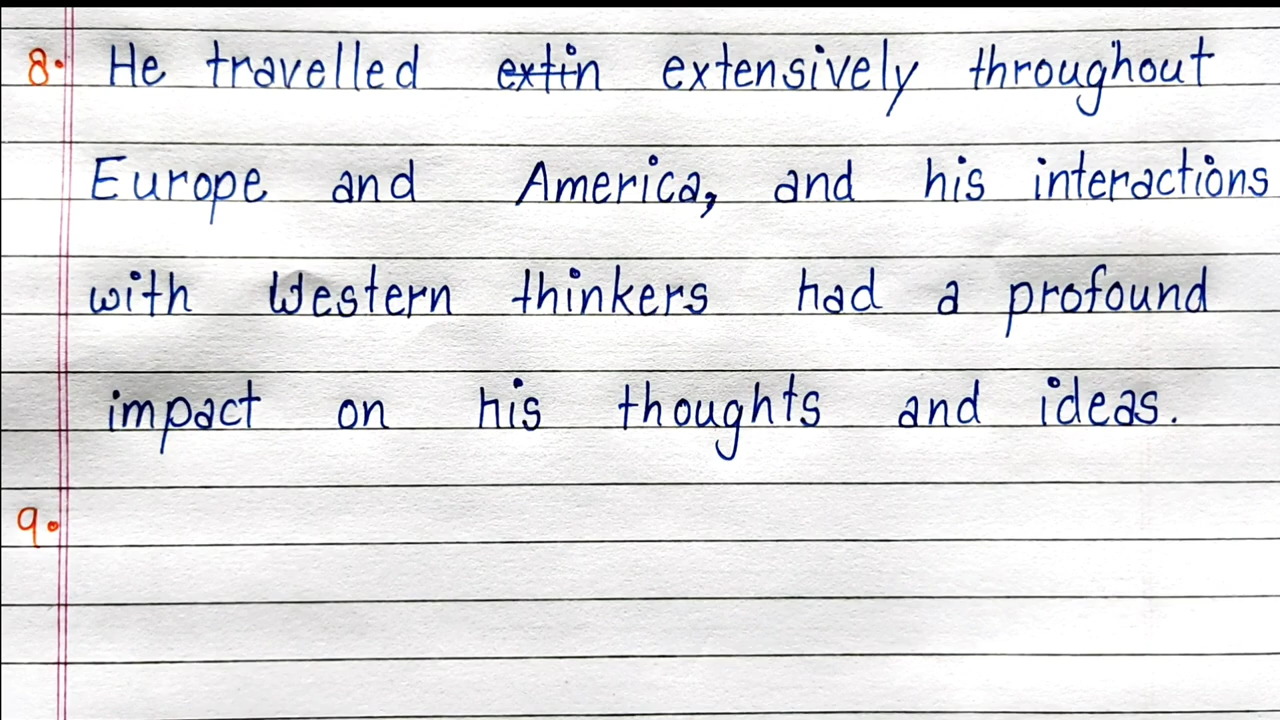 8. He travelled extin extensively throughout
Europe and America, and his interactions
with Western thinkers had a profound
impact on his thoughts and ideas.
9.